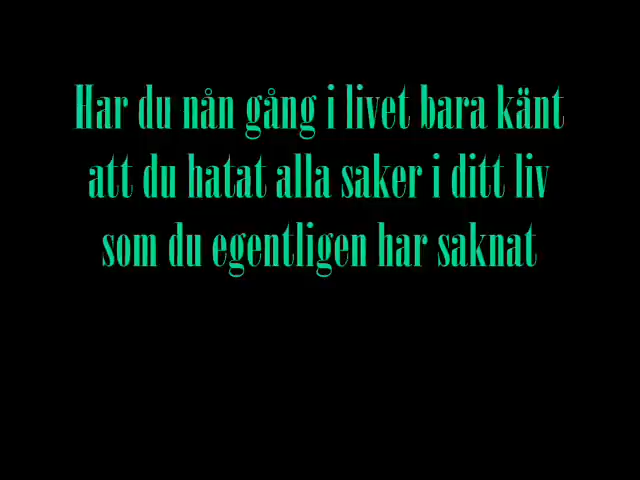 Har du nån gång i livet bara känt
att du hatat alla saker i ditt liv
som du egentligen har saknat